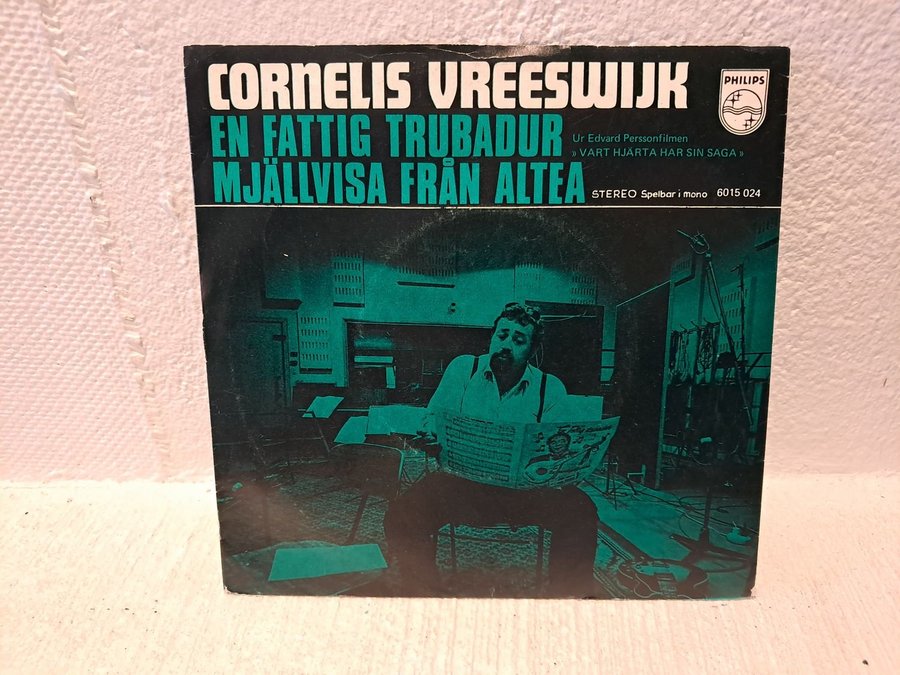 CORNELIS VREESWIJK
PHILIPS
EN FATTIG TRUBADUR
Ur Edvard Perssonfilmen
» VART HJÄRTA HAR SIN SAGA »
MJÄLLVISA FRÅN ALTEA
STEREO Spelbar i mono 6015 024